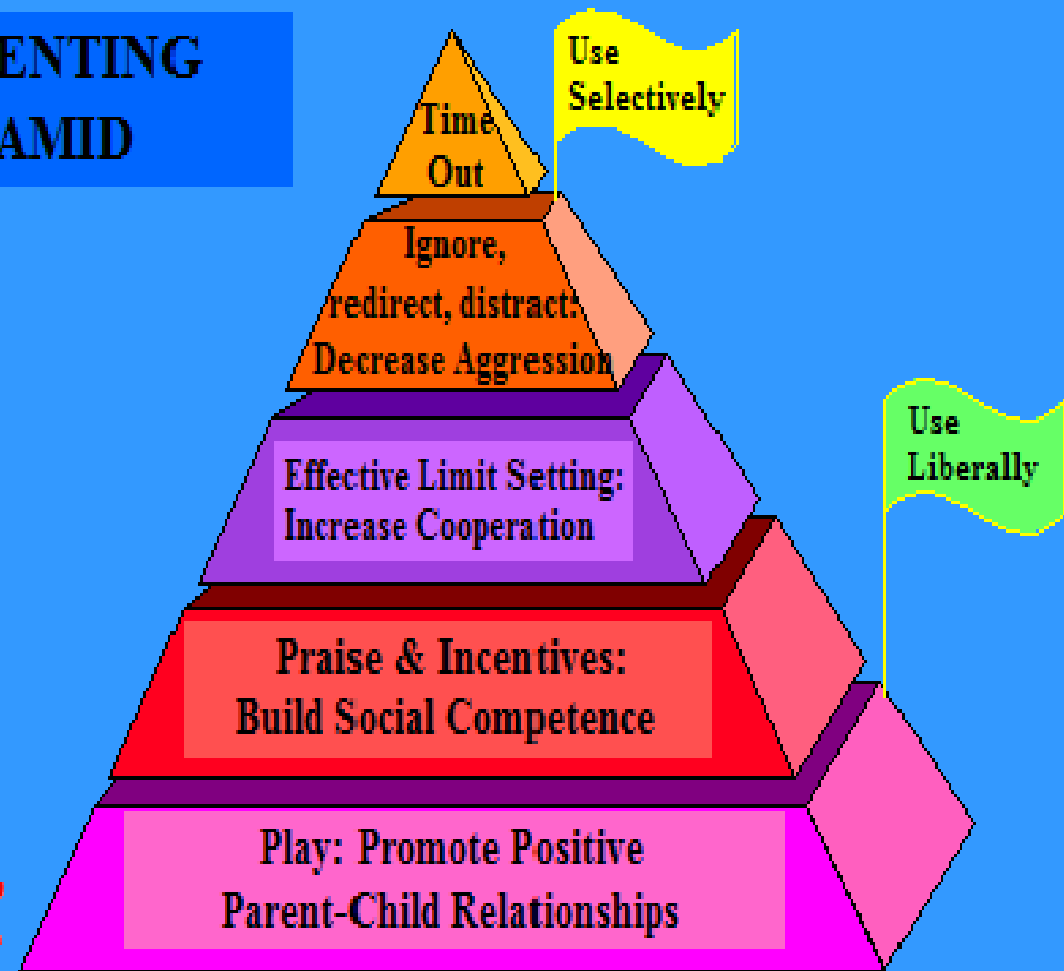 ENTING
AMID
Use
Selectively
Time
Out
Ignore,
redirect, distract:
Decrease Aggression
Use
Liberally
Effective Limit Setting:
Increase Cooperation
Praise & Incentives:
Build Social Competence
Play: Promote Positive
Parent-Child Relationships